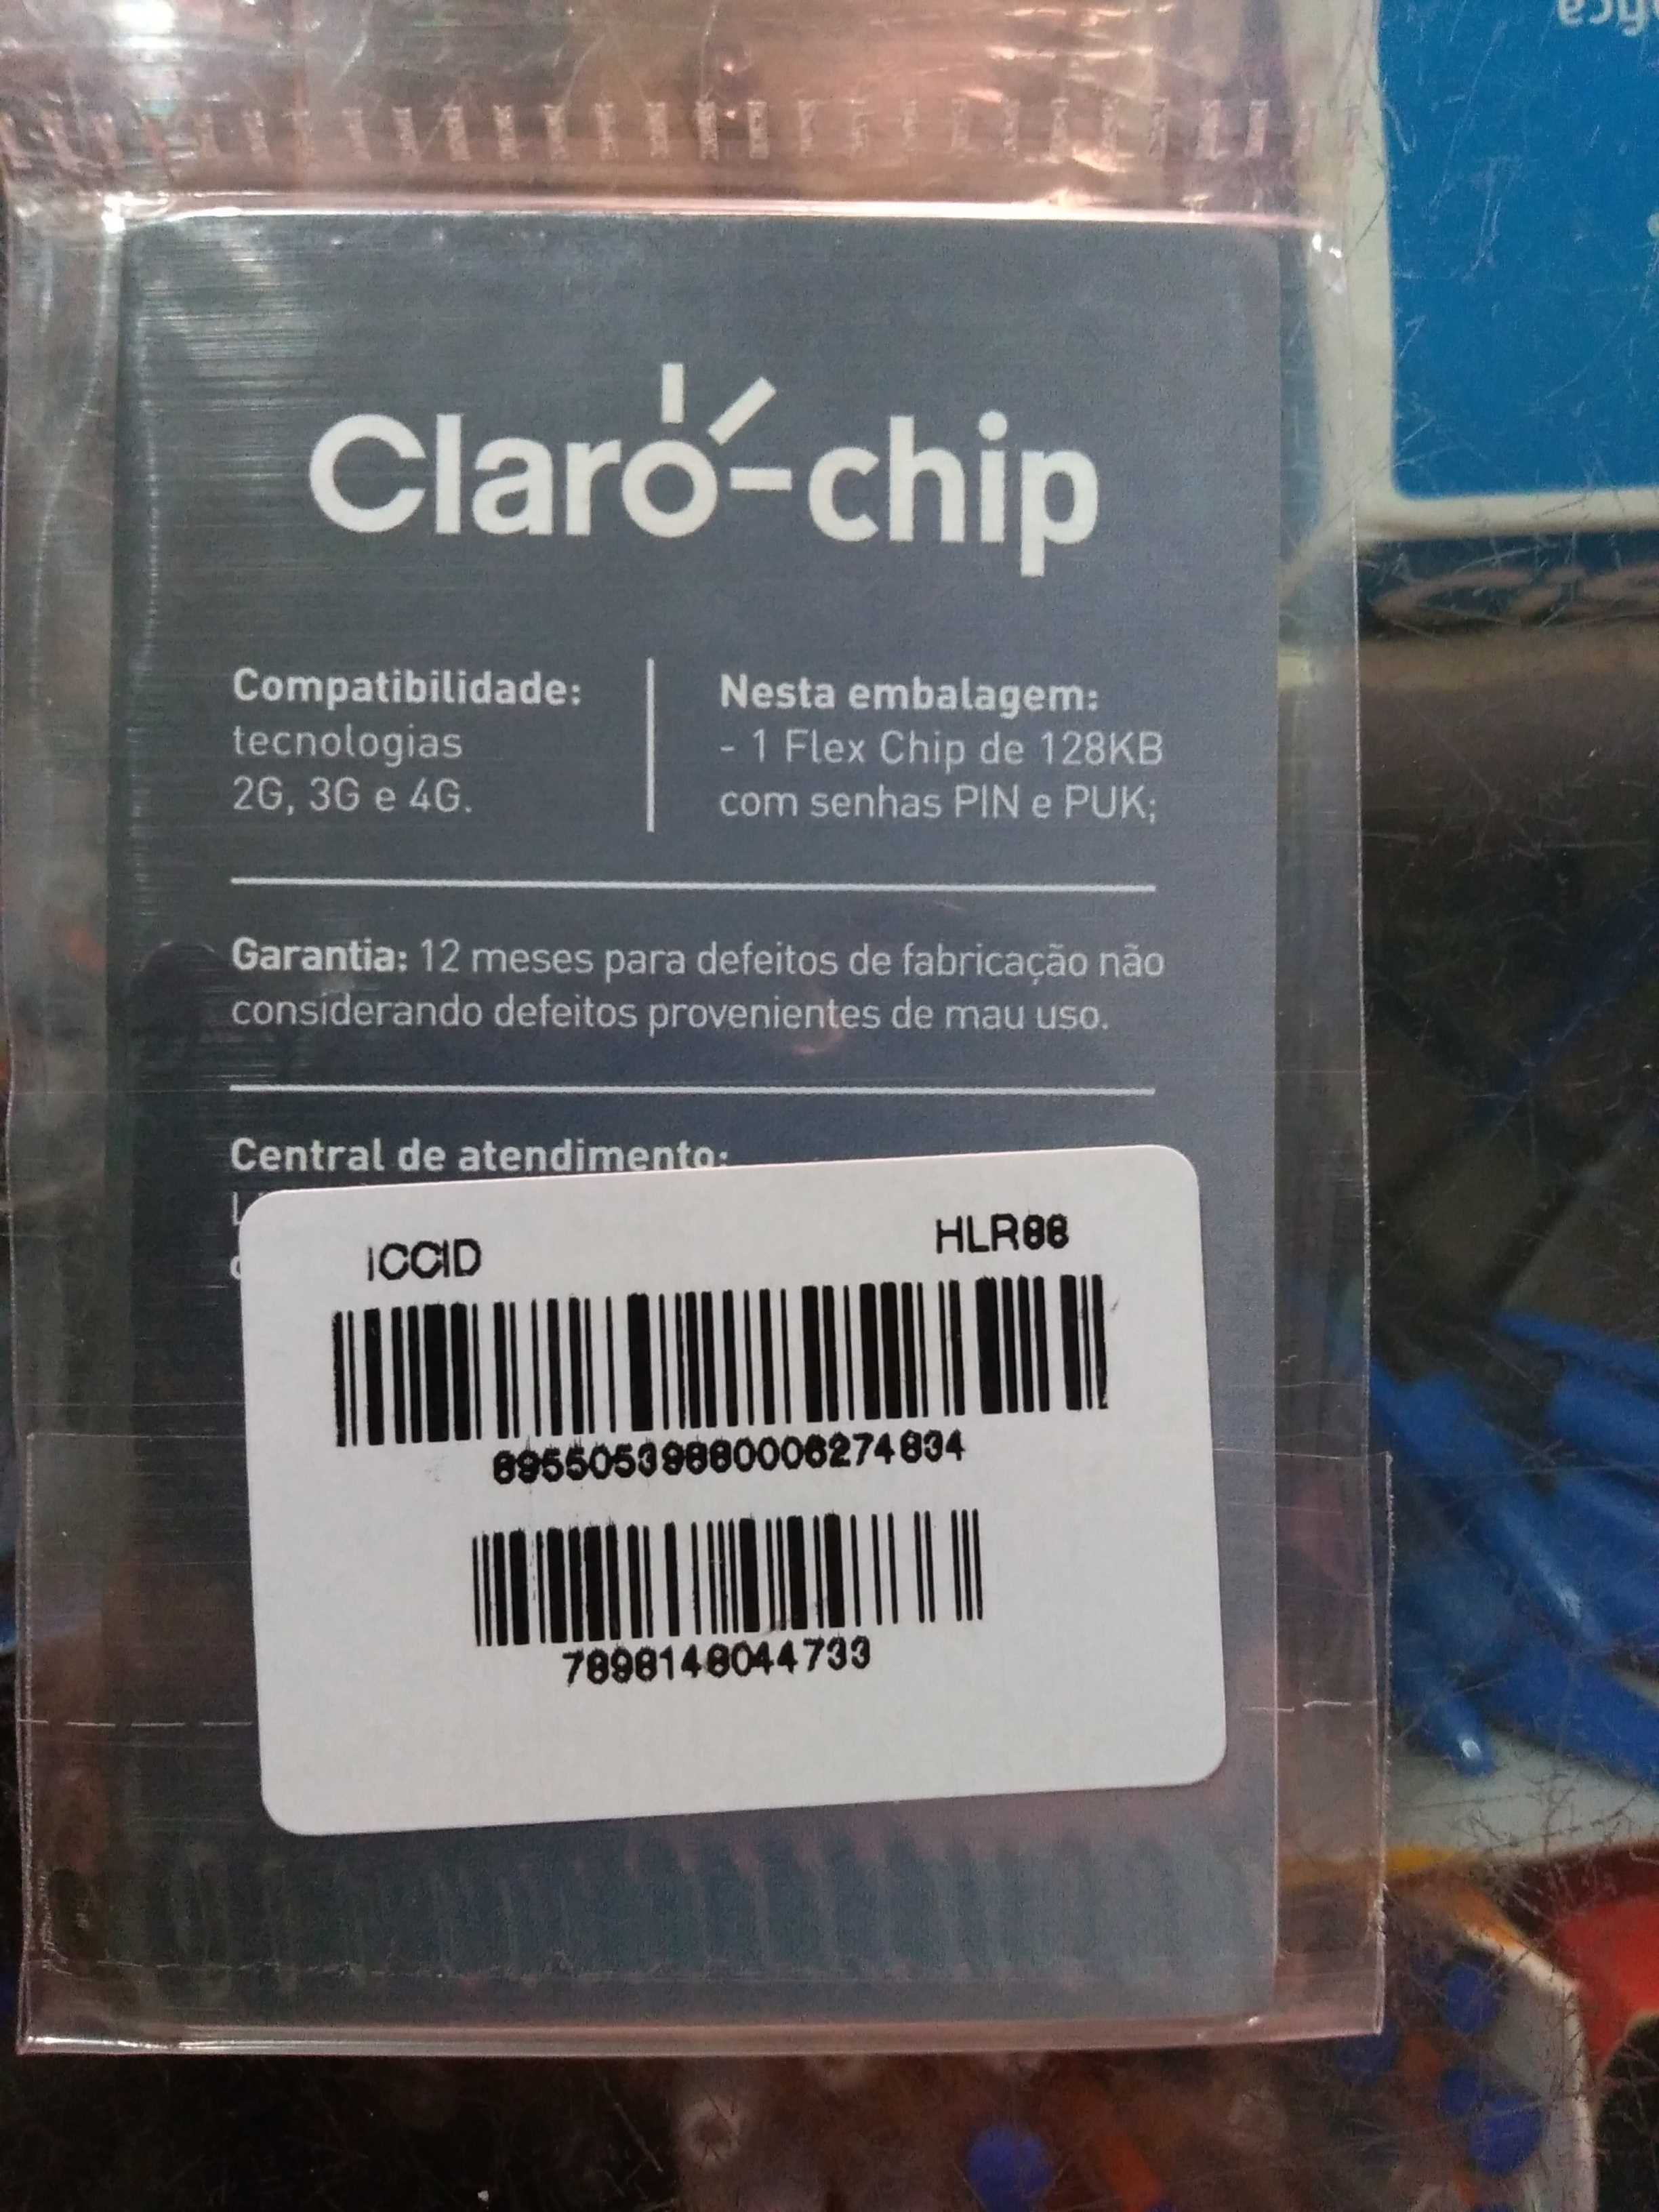 Claro-chip
Compatibilidade:
tecnologias
2G, 3G e 4G.
Nesta embalagem:
- 1 Flex Chip de 128KB
com senhas PIN e PUK;
Garantia: 12 meses para defeitos de fabricação não
considerando defeitos provenientes de mau uso.
Central de atendimento:
ICCID
HLR88
89550539880006274834
7898148044733